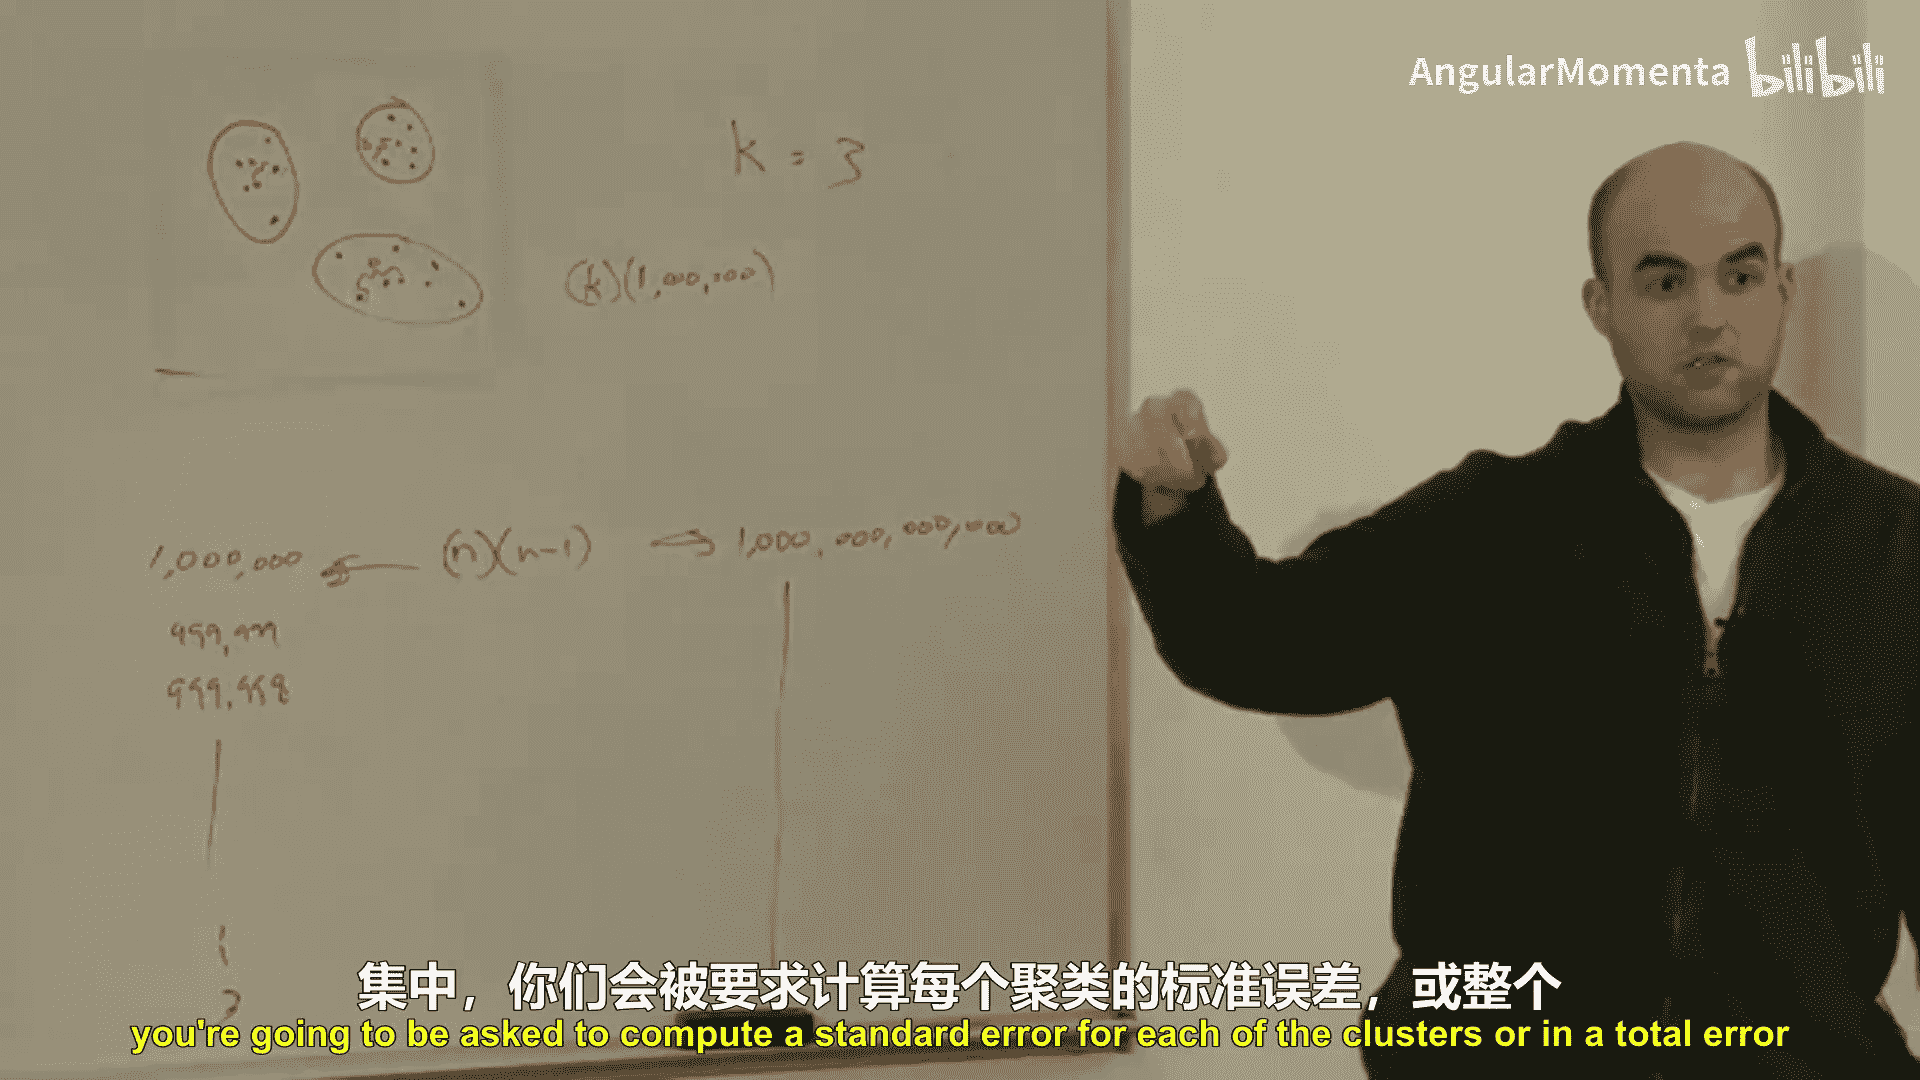 AngularMomenta bilibili
k = 3
(k)(1,000,000)
1,000,000 ← (n)(n-1) ⇒ 1,000,000,000,000
999,999
999,998
集中，你们会被要求计算每个聚类的标准误差，或整个
you're going to be asked to compute a standard error for each of the clusters or in a total error